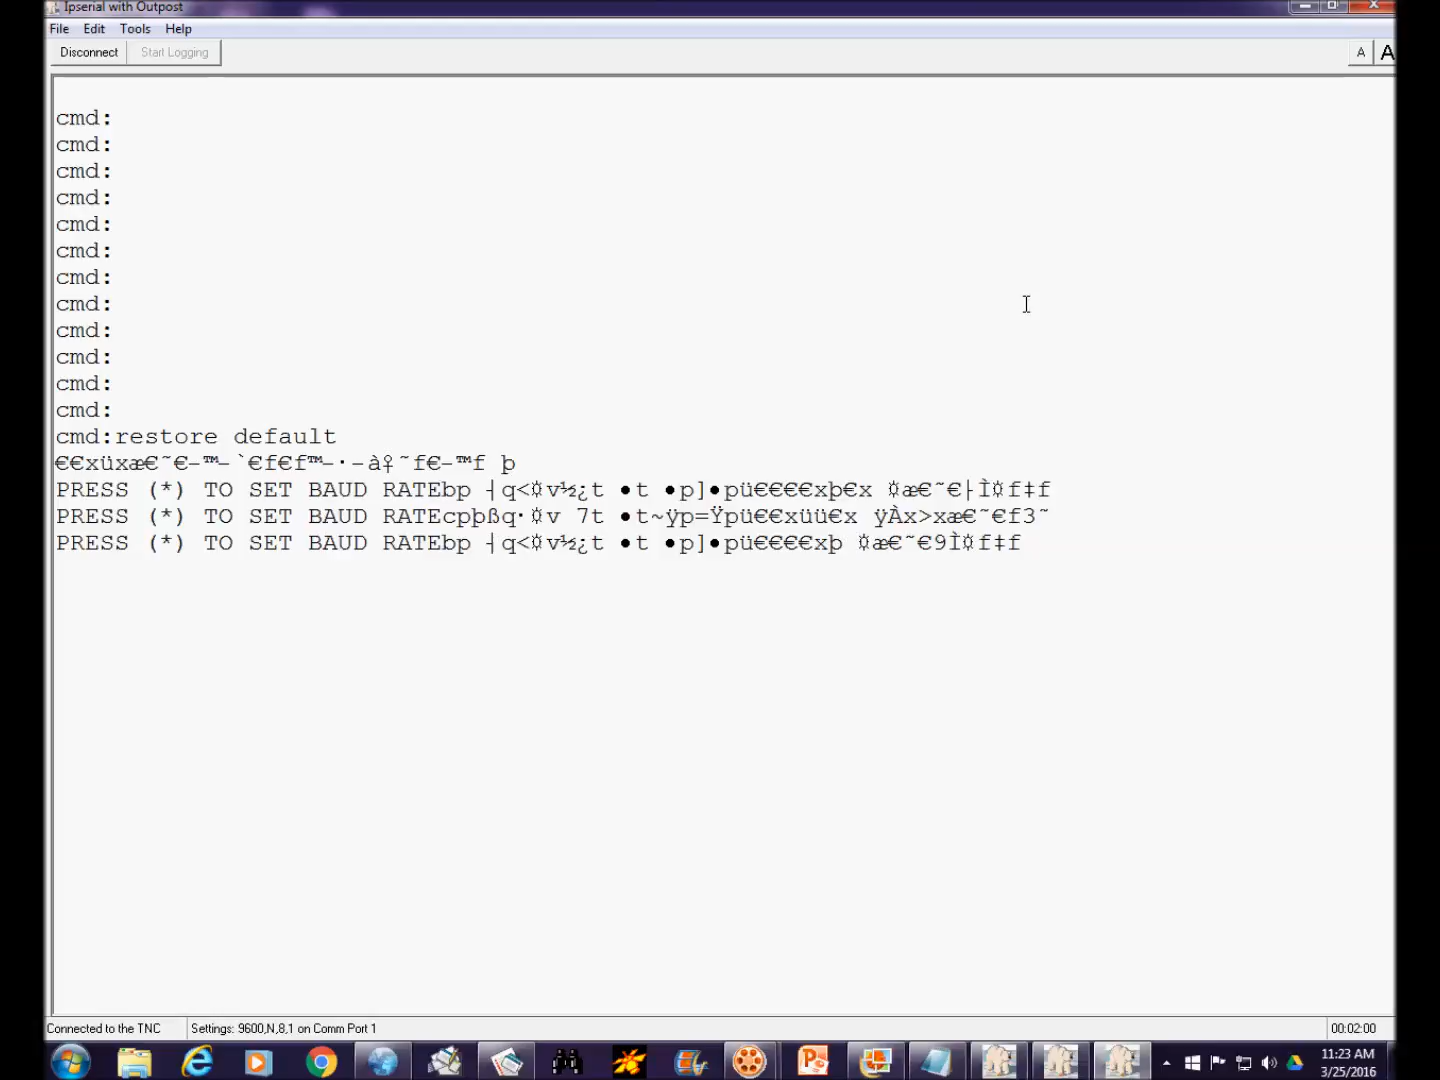 Ipserial with Outpost
File Edit Tools Help
Disconnect Start Logging A A
cmd:
cmd:
cmd:
cmd:
cmd:
cmd:
cmd:
cmd:
cmd:
cmd:
cmd:
cmd:
cmd:restore default
PRESS (*) TO SET BAUD RATEbp
PRESS (*) TO SET BAUD RATEcp
PRESS (*) TO SET BAUD RATEbp
Connected to the TNC Settings: 9600,N,8,1 on Comm Port 1 00:02:00
11:23 AM
3/25/2016